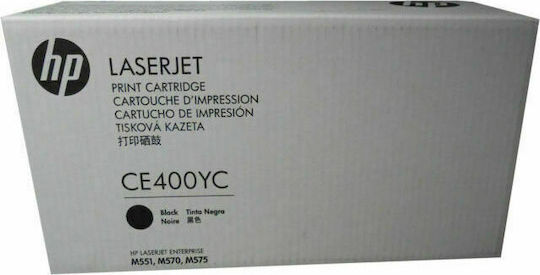 hp
LASERJET
PRINT CARTRIDGE
CARTOUCHE D'IMPRESSION
CARTUCHO DE IMPRESIÓN
TISKOVÁ KAZETA
打印硒鼓
CE400YC
Black Tinta Negra
Noire 黑色
HP LASERJET ENTERPRISE
M551, M570, M575